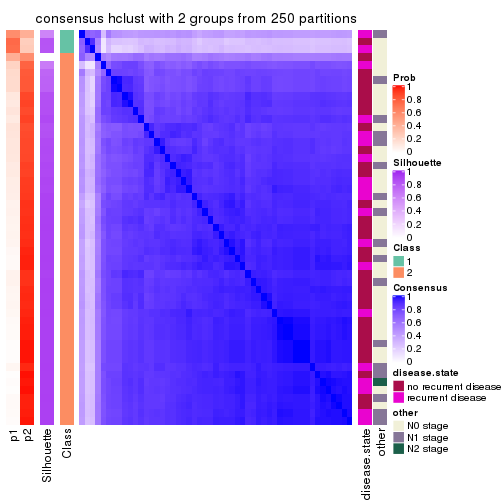 consensus hclust with 2 groups from 250 partitions
Prob
1
0.8
0.6
0.4
0.2
0
Silhouette
1
0.8
0.6
0.4
0.2
0
Class
1
2
Consensus
1
0.8
0.6
0.4
0.2
0
disease.state
no recurrent disease
recurrent disease
other
N0 stage
N1 stage
N2 stage
p1
p2
Silhouette
Class
disease.state
other